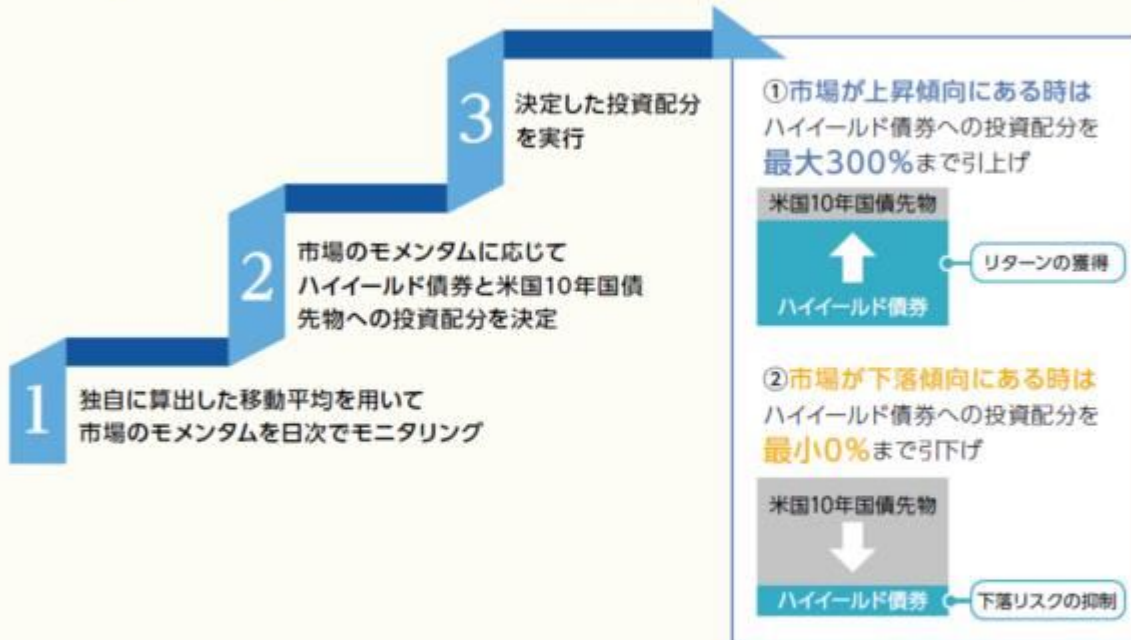 1
独自に算出した移動平均を用いて
市場のモメンタムを日次でモニタリング
2
市場のモメンタムに応じて
ハイイールド債券と米国10年国債
先物への投資配分を決定
3
決定した投資配分
を実行
①市場が上昇傾向にある時は
ハイイールド債券への投資配分を
最大300%まで引上げ
米国10年国債先物
ハイイールド債券
リターンの獲得
②市場が下落傾向にある時は
ハイイールド債券への投資配分を
最小0%まで引下げ
米国10年国債先物
ハイイールド債券
下落リスクの抑制